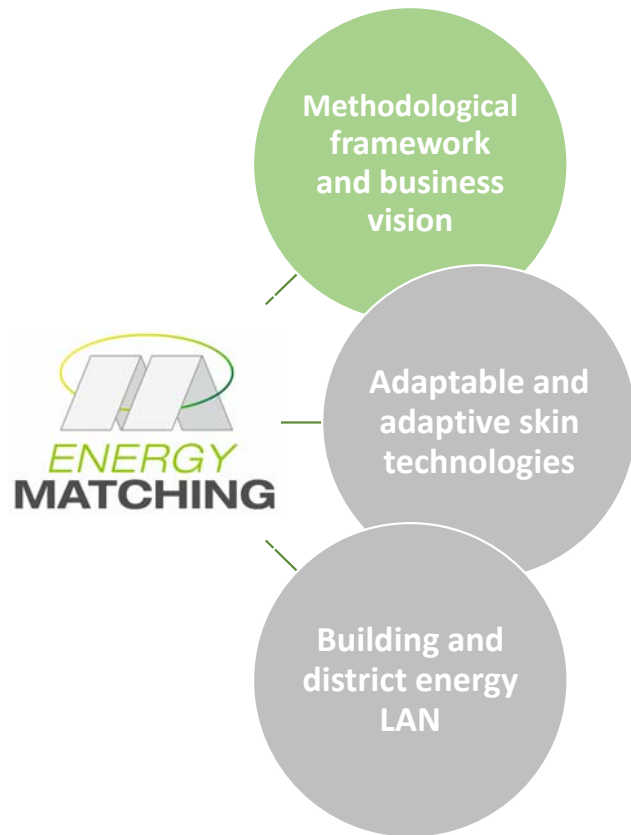 Methodological
framework
and business
vision
Adaptable and
adaptive skin
technologies
ENERGY
MATCHING
Building and
district energy
LAN